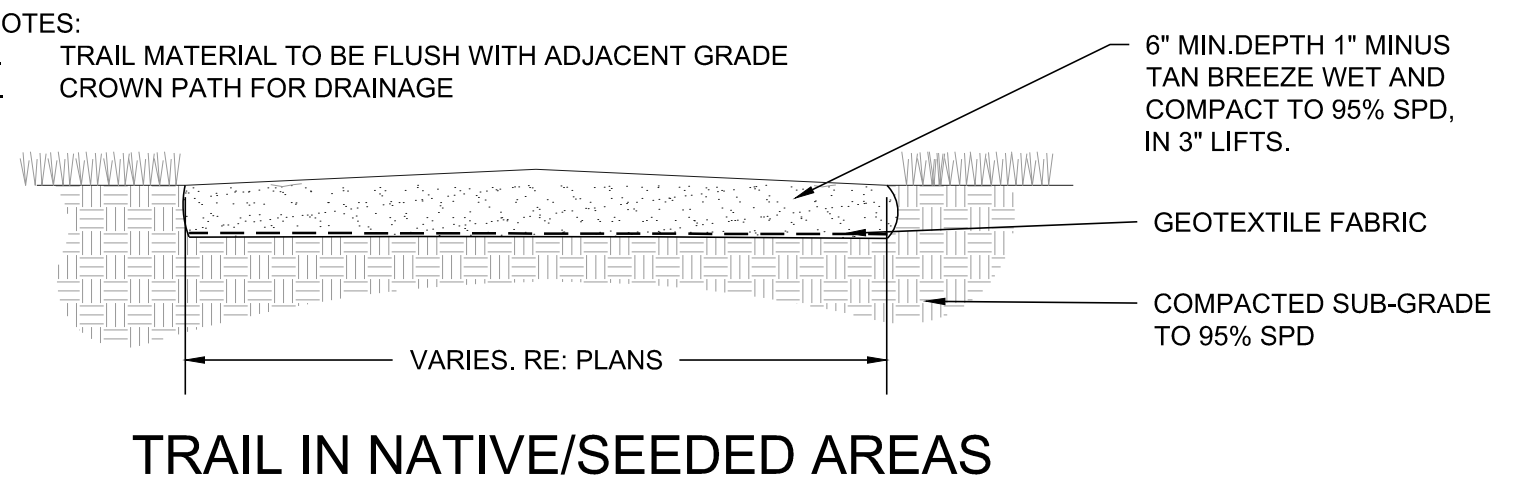 OTES:
. TRAIL MATERIAL TO BE FLUSH WITH ADJACENT GRADE
. CROWN PATH FOR DRAINAGE
6" MIN.DEPTH 1" MINUS
TAN BREEZE WET AND
COMPACT TO 95% SPD,
IN 3" LIFTS.
GEOTEXTILE FABRIC
COMPACTED SUB-GRADE
TO 95% SPD
VARIES. RE: PLANS
TRAIL IN NATIVE/SEEDED AREAS